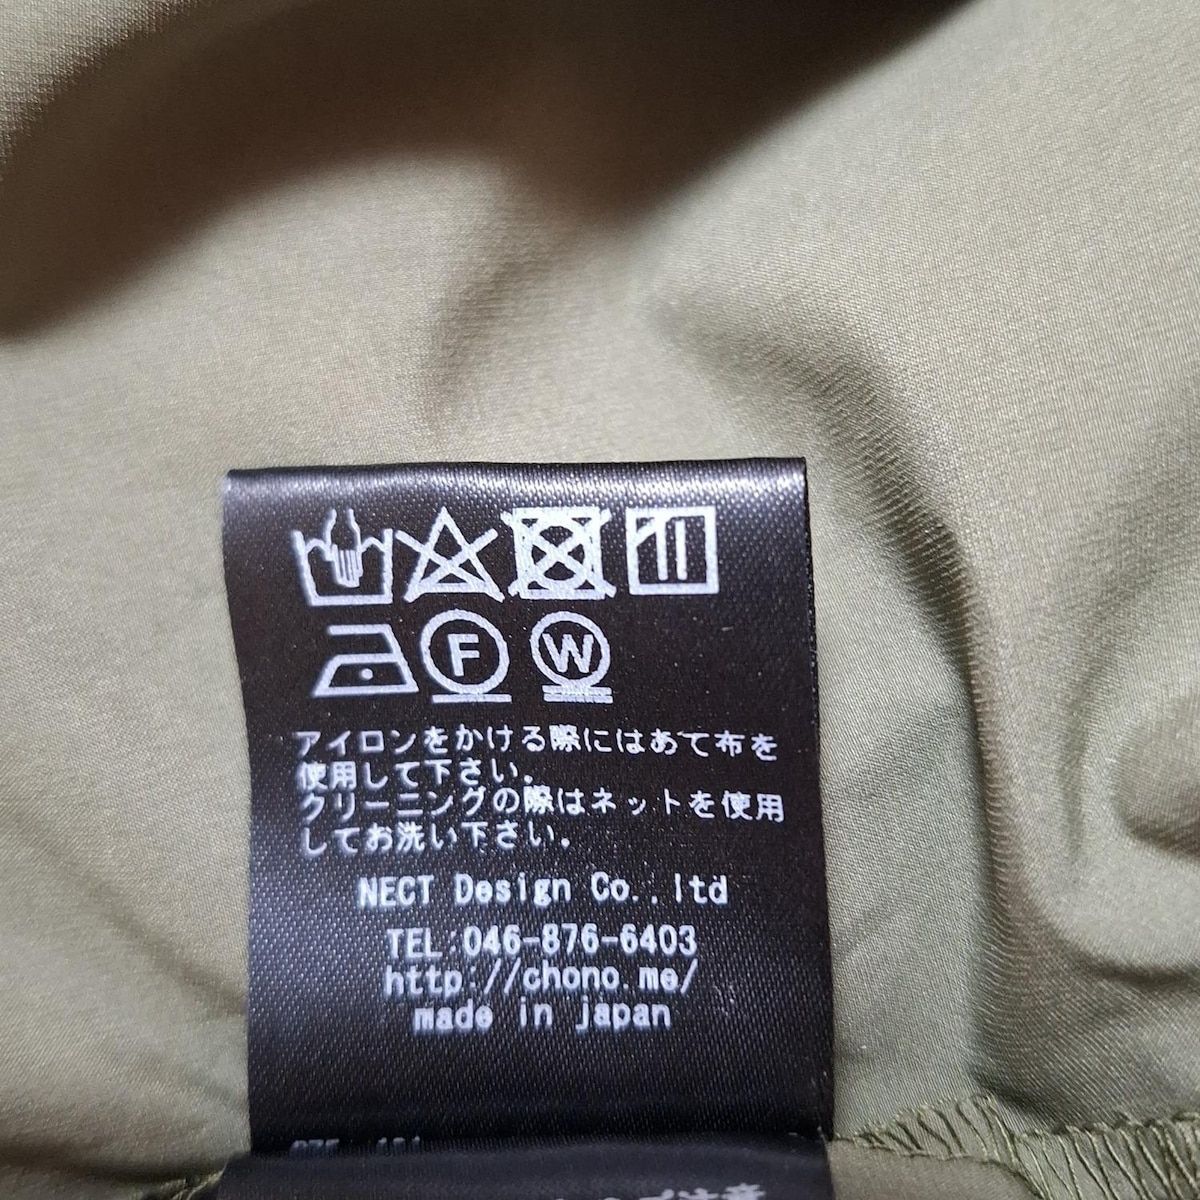 F W
アイロンをかける際にはあて布を
使用して下さい。
クリーニングの際はネットを使用
してお洗い下さい。
NECT Design Co.,ltd
TEL:046-876-6403
http://chono.me/
made in japan
ご注意